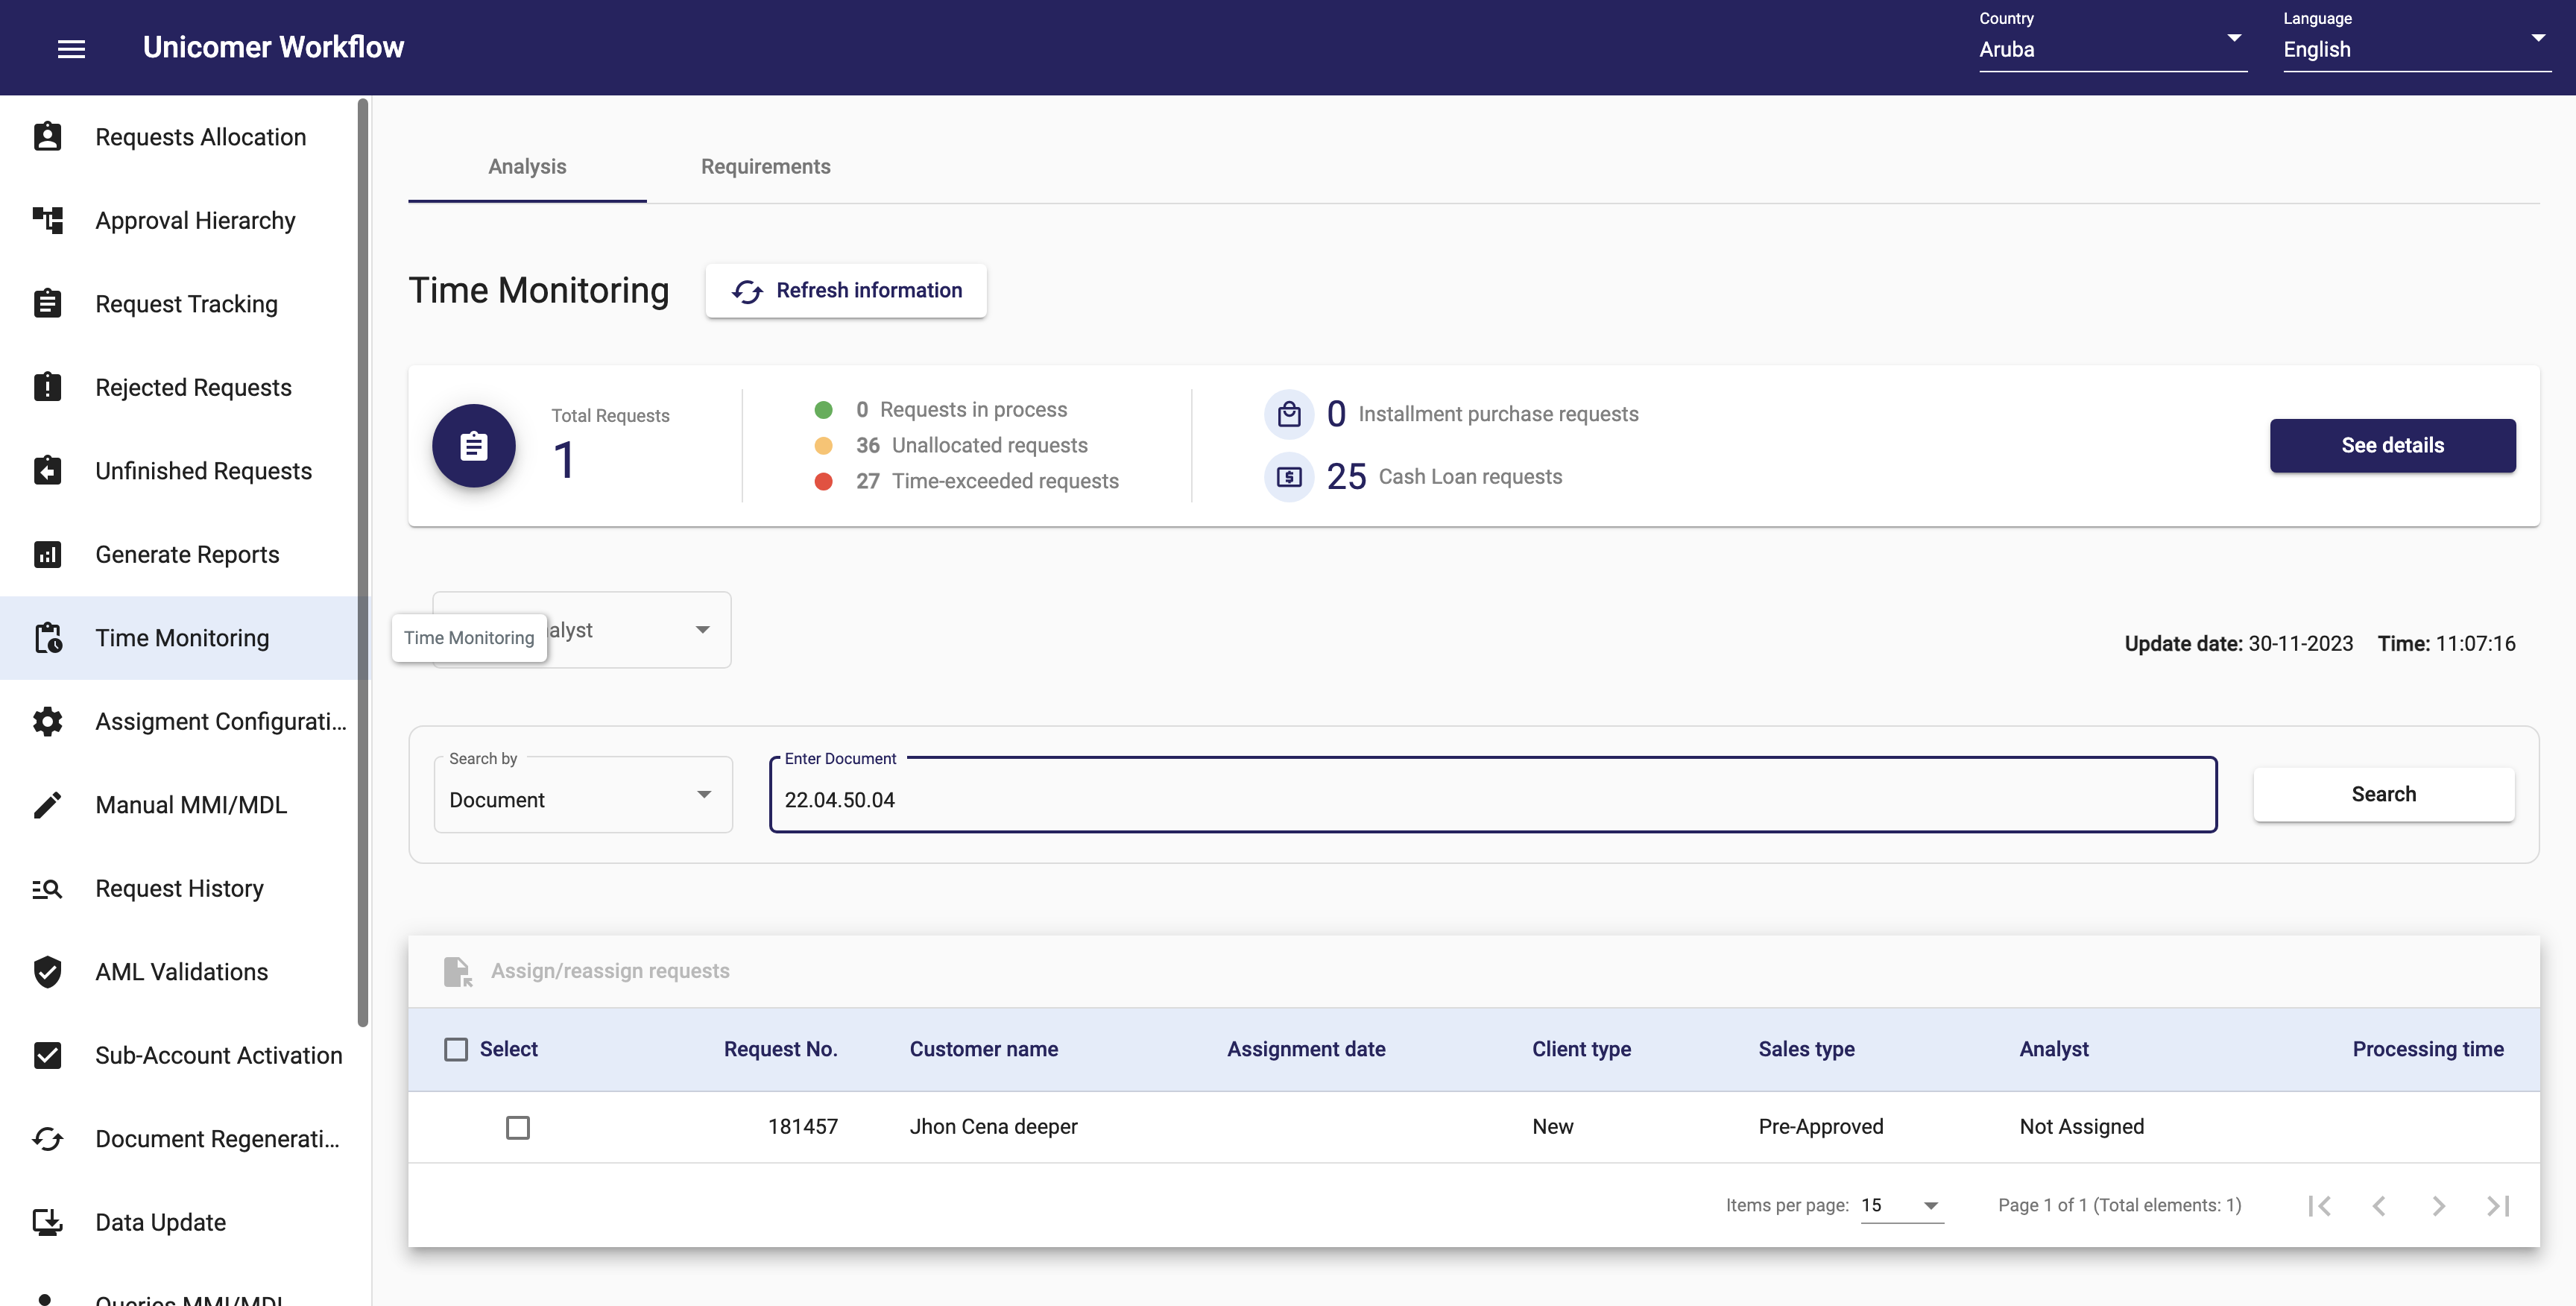 Unicomer Workflow
Country
Aruba
Language
English
Requests Allocation
Approval Hierarchy
Request Tracking
Rejected Requests
Unfinished Requests
Generate Reports
Time Monitoring
Assigment Configurati...
Manual MMI/MDL
Request History
AML Validations
Sub-Account Activation
Document Regenerati...
Data Update
Queries MMI/MDL
Analysis
Requirements
Time Monitoring
Refresh information
Total Requests
1
0 Requests in process
36 Unallocated requests
27 Time-exceeded requests
0 Installment purchase requests
25 Cash Loan requests
See details
Time Monitoring
alyst
Update date: 30-11-2023 Time: 11:07:16
Search by
Document
Enter Document
22.04.50.04
Search
Assign/reassign requests
Select Request No. Customer name Assignment date Client type Sales type Analyst Processing time
181457 Jhon Cena deeper New Pre-Approved Not Assigned
Items per page: 15 Page 1 of 1 (Total elements: 1)